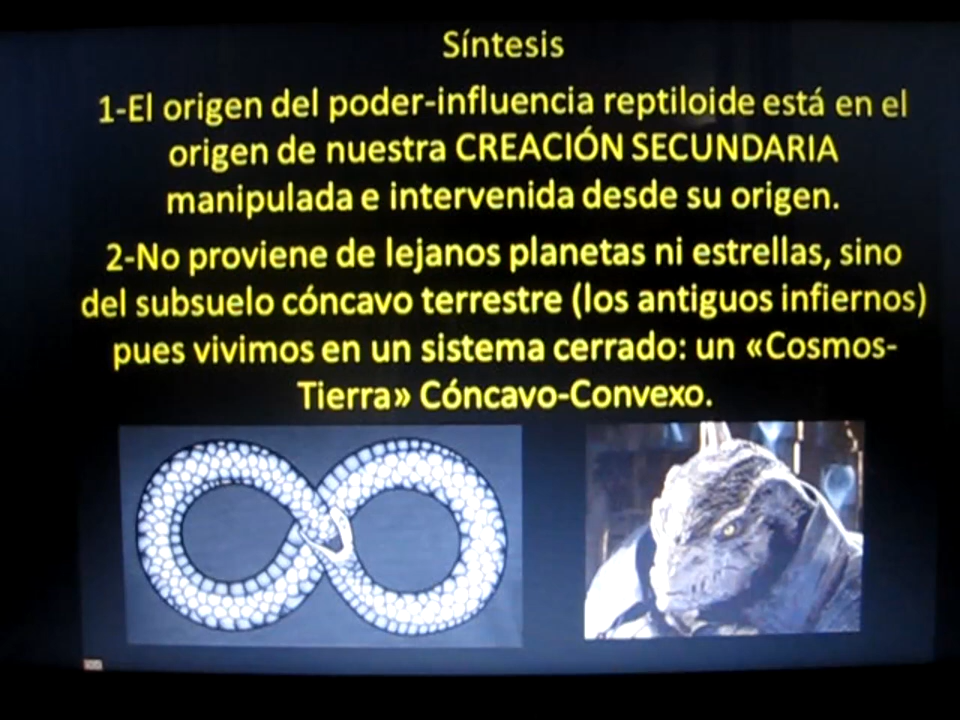 Síntesis
1-El origen del poder-influencia reptiloide está en el
origen de nuestra CREACIÓN SECUNDARIA
manipulada e intervenida desde su origen.
2-No proviene de lejanos planetas ni estrellas, sino
del subsuelo cóncavo terrestre (los antiguos infiernos)
pues vivimos en un sistema cerrado: un «Cosmos-
Tierra» Cóncavo-Convexo.